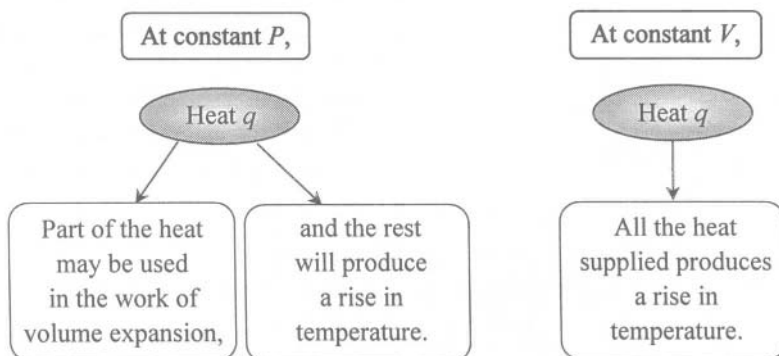 At constant P,
Heat q
Part of the heat
may be used
in the work of
volume expansion,
and the rest
will produce
a rise in
temperature.
At constant V,
Heat q
All the heat
supplied produces
a rise in
temperature.